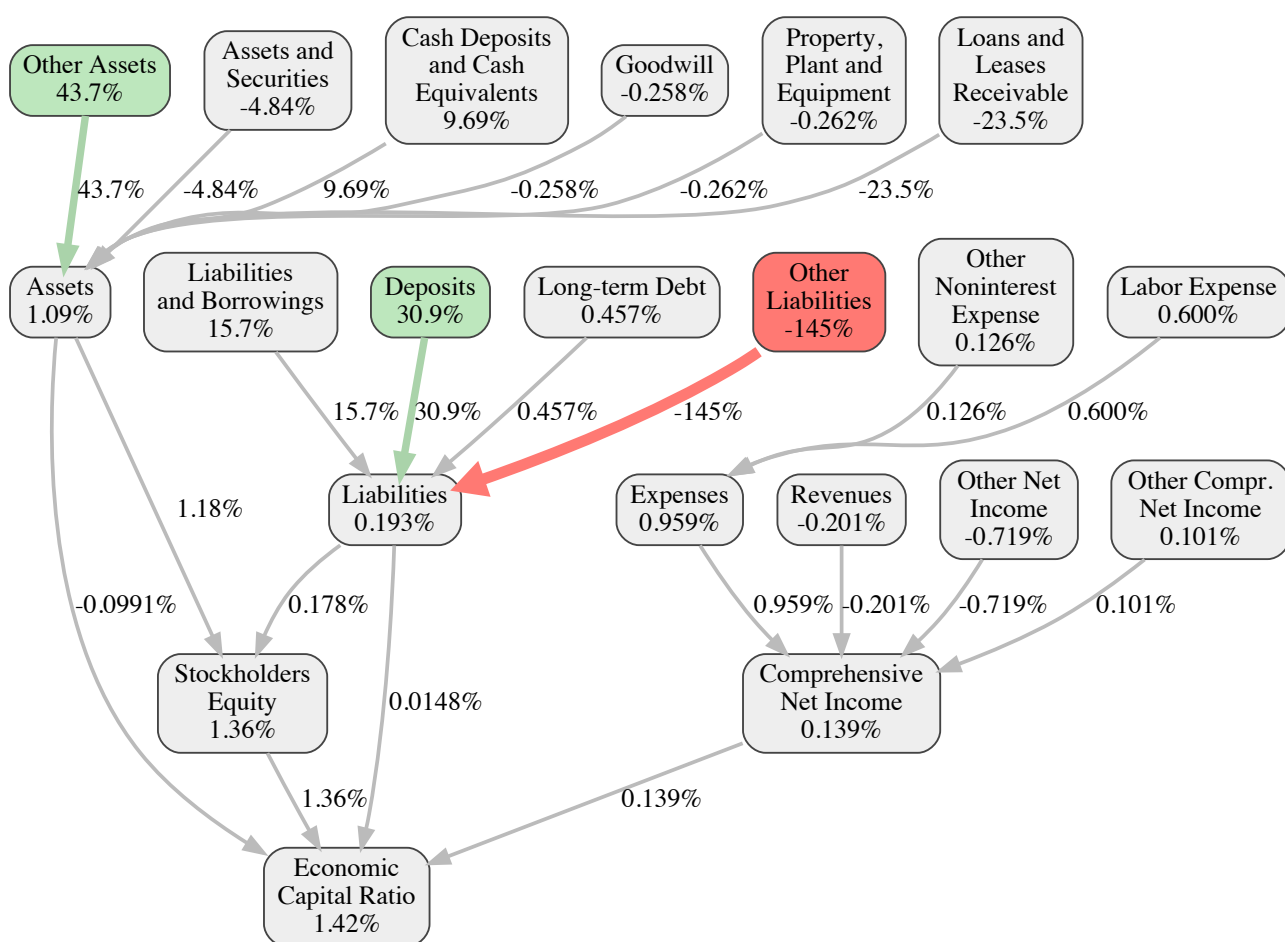 Other Assets
43.7%
Assets and
Securities
-4.84%
Cash Deposits
and Cash
Equivalents
9.69%
Goodwill
-0.258%
Property,
Plant and
Equipment
-0.262%
Loans and
Leases
Receivable
-23.5%
43.7%
-4.84%
9.69%
-0.258%
-0.262%
-23.5%
Assets
1.09%
Liabilities
and Borrowings
15.7%
Deposits
30.9%
Long-term Debt
0.457%
Other
Liabilities
-145%
Other
Noninterest
Expense
0.126%
Labor Expense
0.600%
15.7%
30.9%
0.457%
-145%
0.126%
0.600%
1.18%
Liabilities
0.193%
Expenses
0.959%
Revenues
-0.201%
Other Net
Income
-0.719%
Other Compr.
Net Income
0.101%
-0.0991%
0.178%
0.959%
-0.201%
-0.719%
0.101%
Stockholders
Equity
1.36%
0.0148%
Comprehensive
Net Income
0.139%
1.36%
0.139%
Economic
Capital Ratio
1.42%